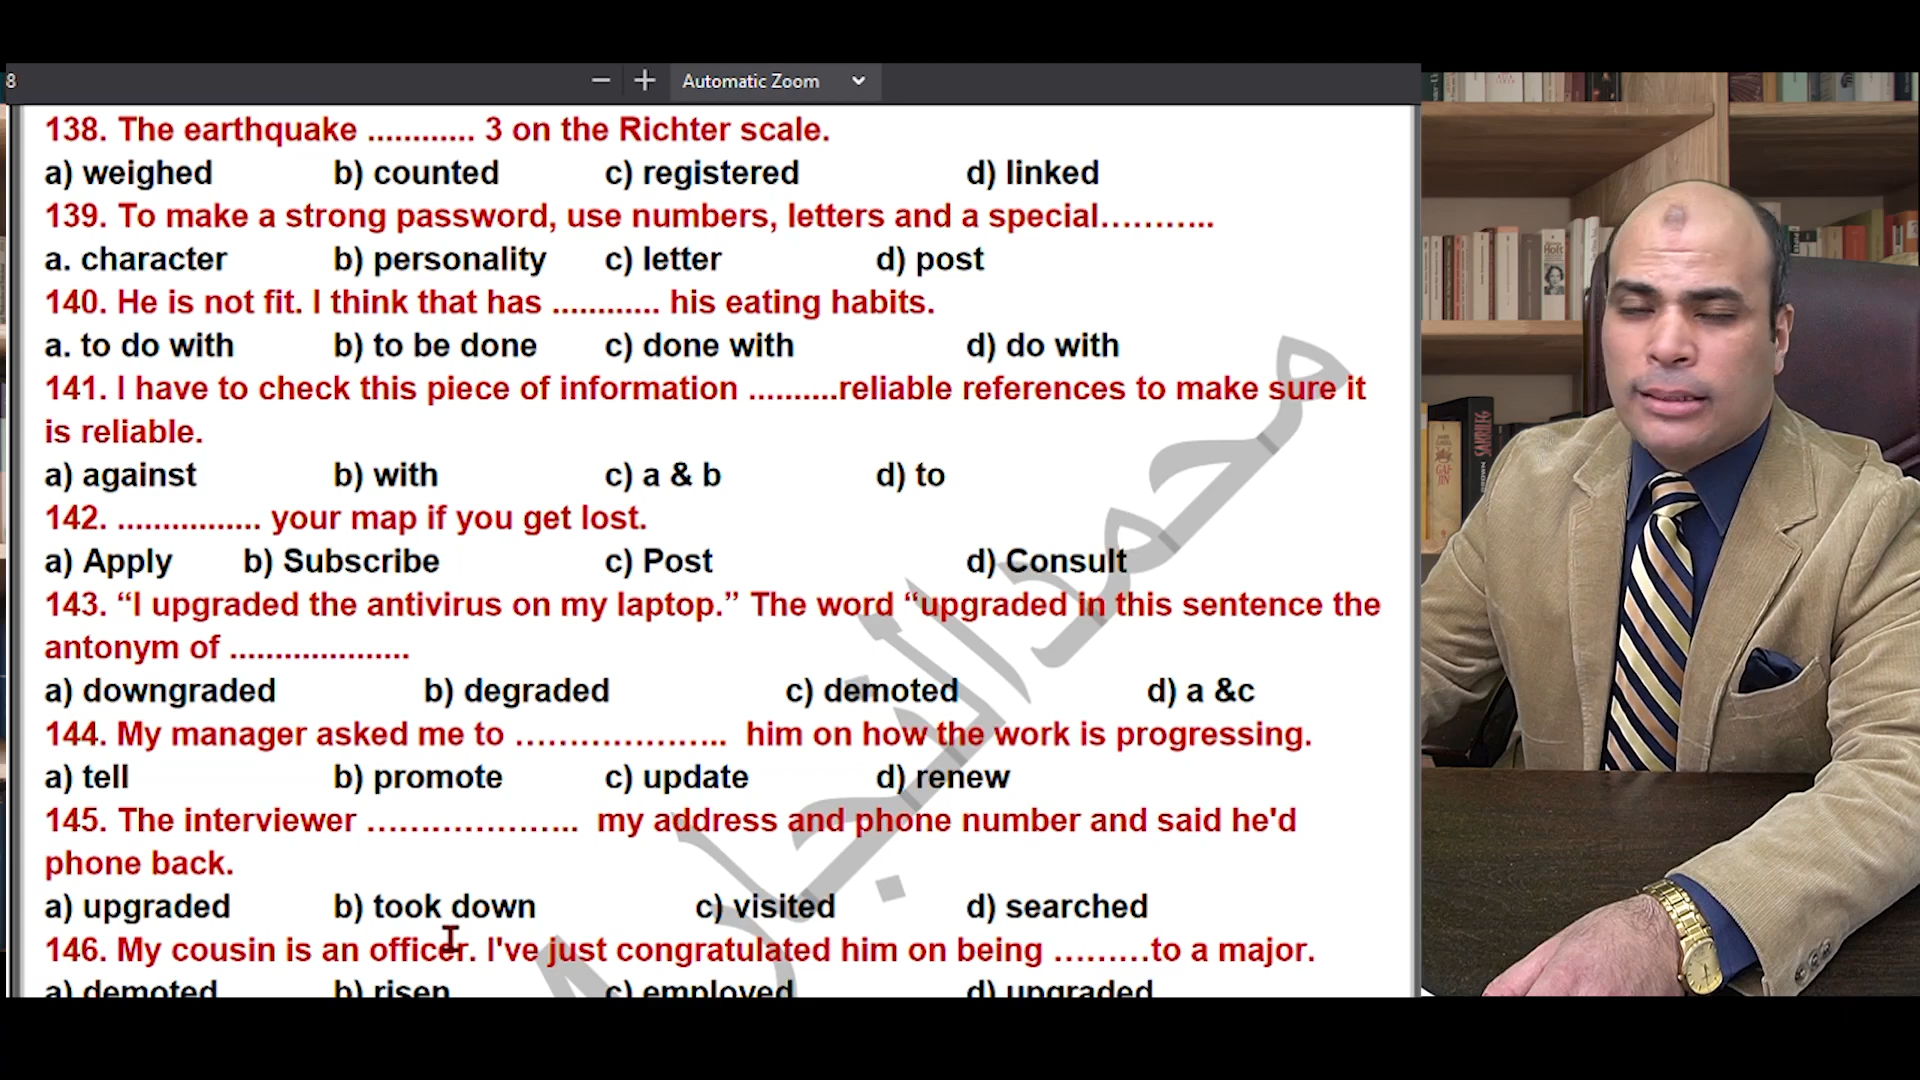 8
Automatic Zoom
138. The earthquake ............ 3 on the Richter scale.
a) weighed b) counted c) registered d) linked
139. To make a strong password, use numbers, letters and a special………..
a. character b) personality c) letter d) post
140. He is not fit. I think that has ............ his eating habits.
a. to do with b) to be done c) done with d) do with
141. I have to check this piece of information ..........reliable references to make sure it
is reliable.
a) against b) with c) a & b d) to
142. ................ your map if you get lost.
a) Apply b) Subscribe c) Post d) Consult
143. “I upgraded the antivirus on my laptop.” The word “upgraded in this sentence the
antonym of ....................
a) downgraded b) degraded c) demoted d) a &c
144. My manager asked me to ………………….. him on how the work is progressing.
a) tell b) promote c) update d) renew
145. The interviewer ………………….. my address and phone number and said he'd
phone back.
a) upgraded b) took down c) visited d) searched
146. My cousin is an officer. I've just congratulated him on being ………to a major.
a) demoted b) risen c) employed d) upgraded
محمد النجار